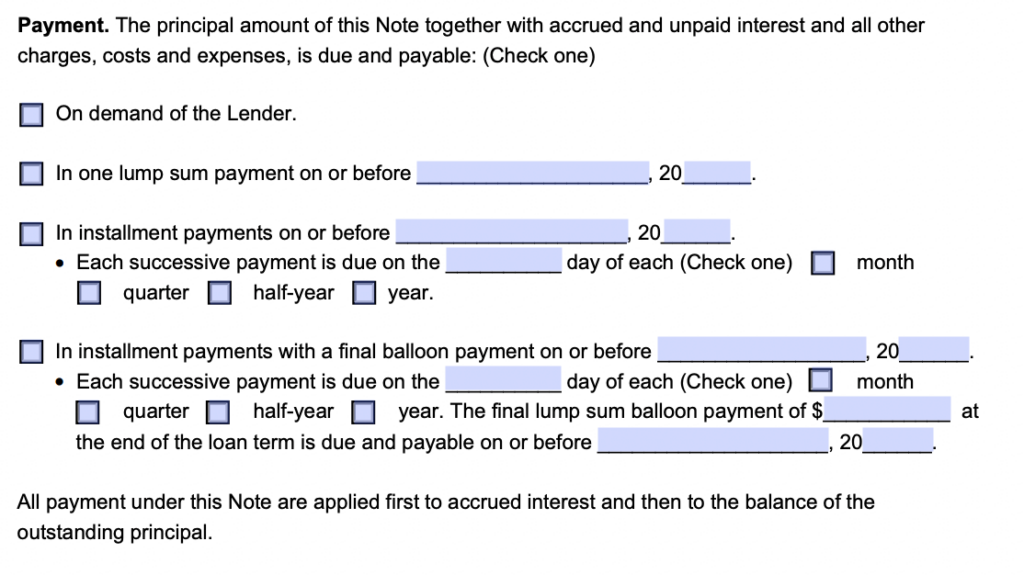 Payment. The principal amount of this Note together with accrued and unpaid interest and all other
charges, costs and expenses, is due and payable: (Check one)
On demand of the Lender.
In one lump sum payment on or before ____________________, 20______.
In installment payments on or before ____________________, 20______.
• Each successive payment is due on the __________ day of each (Check one) month
quarter half-year year.
In installment payments with a final balloon payment on or before __________________, 20______.
• Each successive payment is due on the __________ day of each (Check one) month
quarter half-year year. The final lump sum balloon payment of $___________ at
the end of the loan term is due and payable on or before ____________________, 20______.
All payment under this Note are applied first to accrued interest and then to the balance of the
outstanding principal.